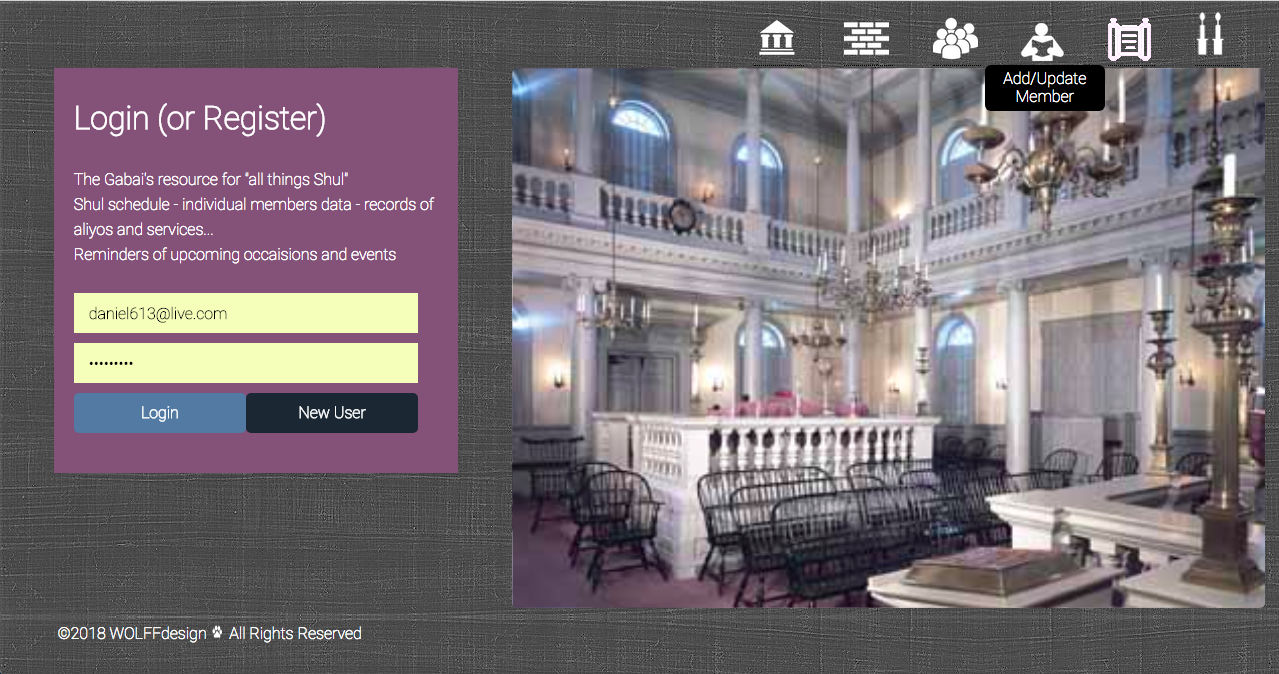 Add/Update
Member
Login (or Register)
The Gabai's resource for "all things Shul"
Shul schedule - individual members data - records of
aliyos and services...
Reminders of upcoming occaisions and events
daniel613@live.com
•••••••••
Login
New User
©2018 WOLFFdesign All Rights Reserved